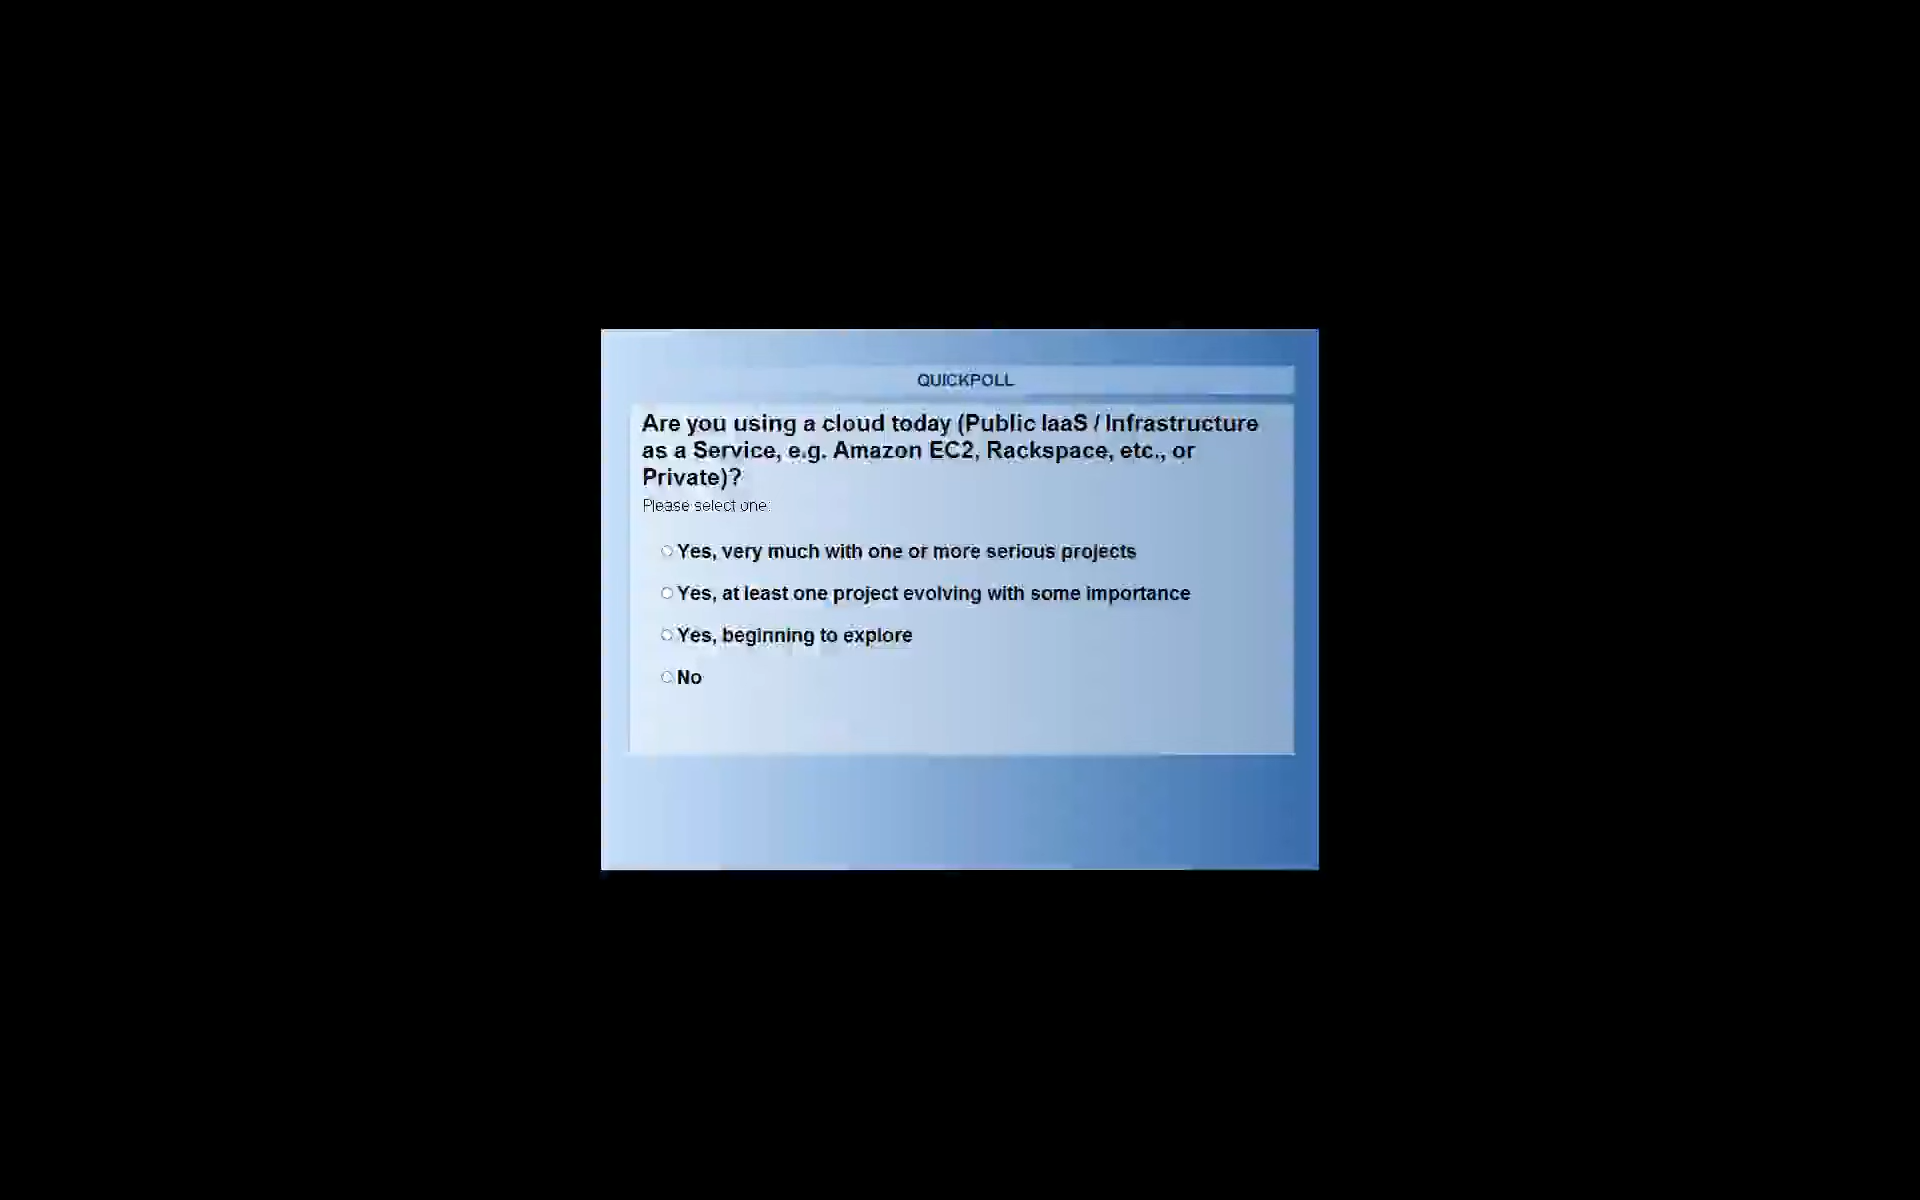 QUICKPOLL
Are you using a cloud today (Public IaaS / Infrastructure
as a Service, e.g. Amazon EC2, Rackspace, etc., or
Private)?
Please select one:
Yes, very much with one or more serious projects
Yes, at least one project evolving with some importance
Yes, beginning to explore
No